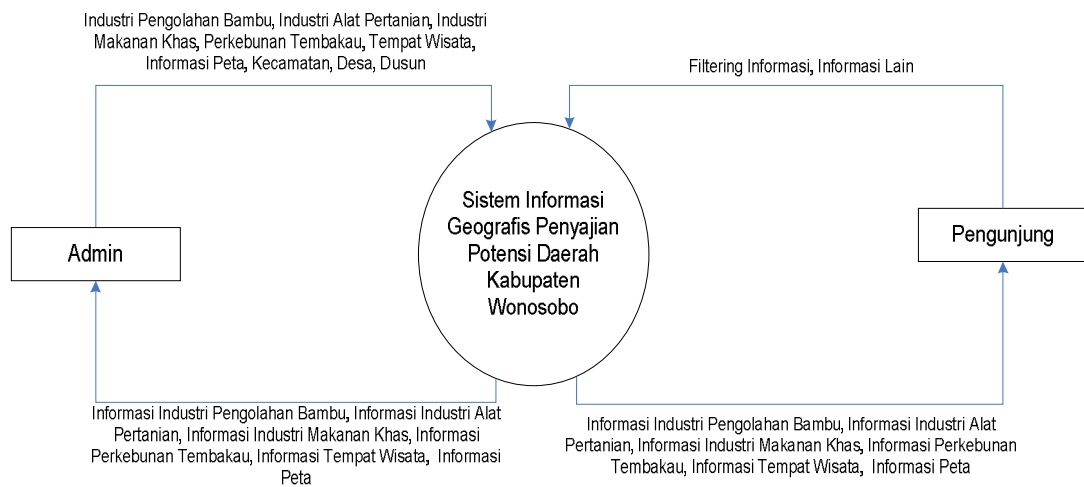 Industri Pengolahan Bambu, Industri Alat Pertanian, Industri
Makanan Khas, Perkebunan Tembakau, Tempat Wisata,
Informasi Peta, Kecamatan, Desa, Dusun
Filtering Informasi, Informasi Lain
Admin
Sistem Informasi
Geografis Penyajian
Potensi Daerah
Kabupaten
Wonosobo
Pengunjung
Informasi Industri Pengolahan Bambu, Informasi Industri Alat
Pertanian, Informasi Industri Makanan Khas, Informasi
Perkebunan Tembakau, Informasi Tempat Wisata, Informasi
Peta
Informasi Industri Pengolahan Bambu, Informasi Industri Alat
Pertanian, Informasi Industri Makanan Khas, Informasi Perkebunan
Tembakau, Informasi Tempat Wisata, Informasi Peta